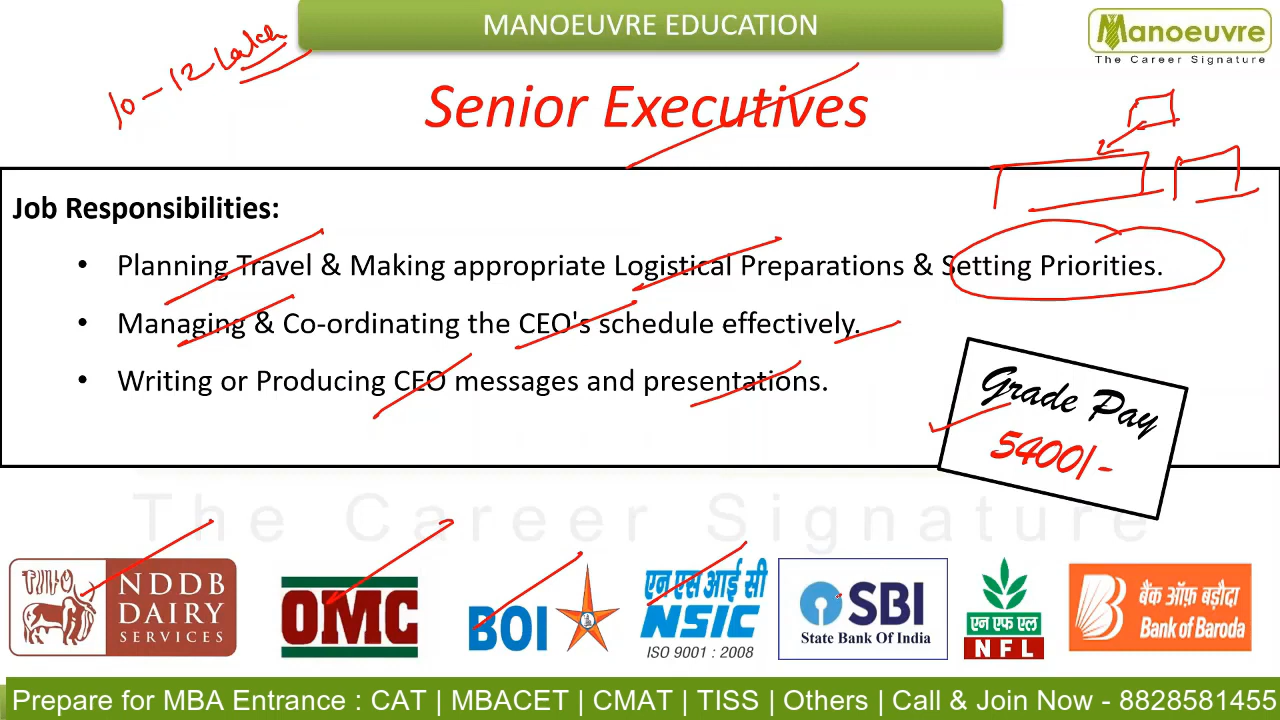 MANOEUVRE EDUCATION
Manoeuvre
The Career Signature
10-12 Lakh
Senior Executives
Job Responsibilities:
• Planning Travel & Making appropriate Logistical Preparations & Setting Priorities.
• Managing & Co-ordinating the CEO's schedule effectively.
• Writing or Producing CEO messages and presentations.
Grade Pay
5400/-
The Career Signature
NDDB
DAIRY
SERVICES
OMC
BOI
एन एस आई सी
NSIC
ISO 9001 : 2008
SBI
State Bank Of India
एन एफ एल
NFL
बैंक ऑफ़ बड़ौदा
Bank of Baroda
Prepare for MBA Entrance : CAT | MBACET | CMAT | TISS | Others | Call & Join Now - 8828581455